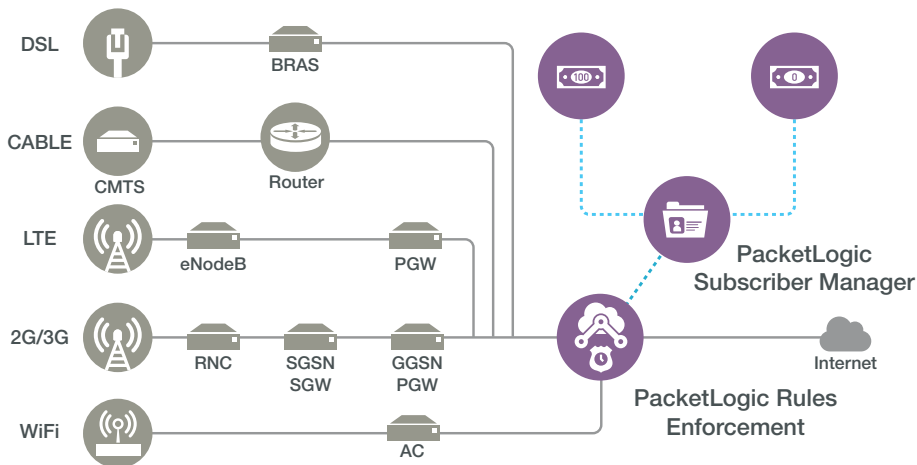 DSL
BRAS
100
0
CABLE
CMTS
Router
LTE
eNodeB
PGW
PacketLogic
Subscriber Manager
2G/3G
RNC
SGSN
SGW
GGSN
PGW
Internet
PacketLogic Rules
Enforcement
WiFi
AC